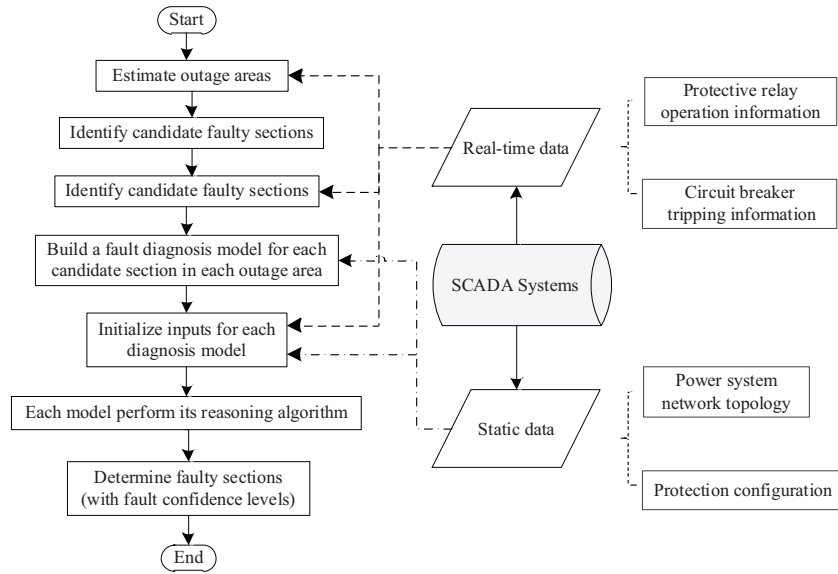 Start
Estimate outage areas
Identify candidate faulty sections
Identify candidate faulty sections
Build a fault diagnosis model for each
candidate section in each outage area
Initialize inputs for each
diagnosis model
Each model perform its reasoning algorithm
Determine faulty sections
(with fault confidence levels)
End
Real-time data
SCADA Systems
Static data
Protective relay
operation information
Circuit breaker
tripping information
Power system
network topology
Protection configuration